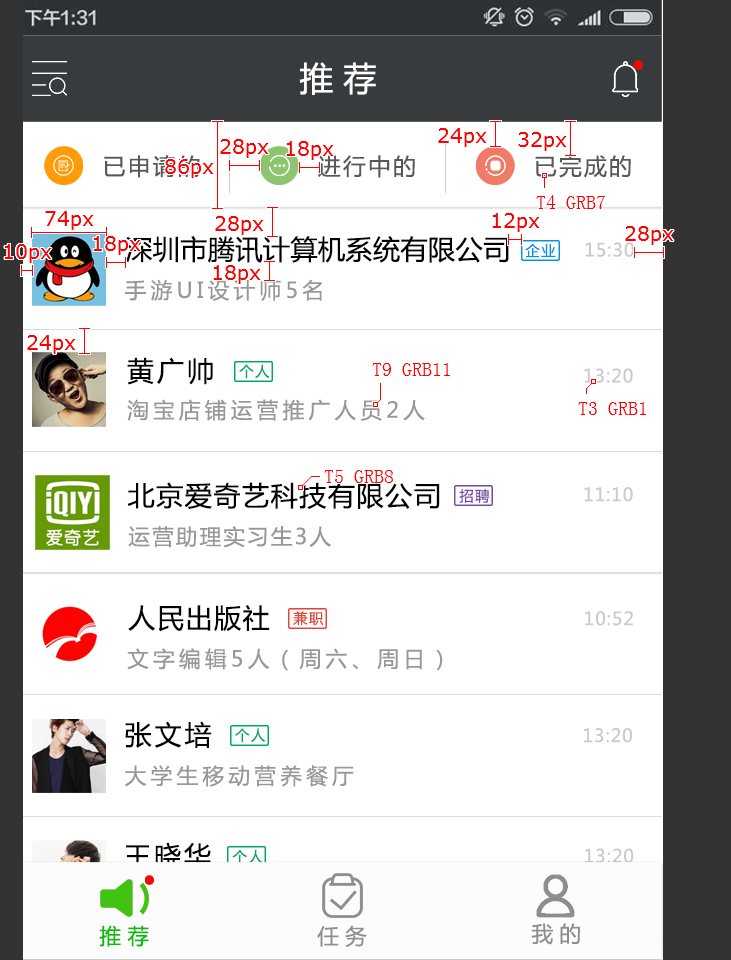 下午1:31
推荐
已申请的
进行中的
已完成的
28px
18px
86px
24px
32px
T4 GRB7
74px
28px
12px
28px
10px
18px
深圳市腾讯计算机系统有限公司 企业 15:30
18px
手游UI设计师5名
24px
黄广帅 个人 13:20
T9 GRB11
淘宝店铺运营推广人员2人
T3 GRB1
T5 GRB8
北京爱奇艺科技有限公司 招聘 11:10
iQIYI
爱奇艺
运营助理实习生3人
人民出版社 兼职 10:52
文字编辑5人(周六、周日)
张文培 个人 13:20
大学生移动营养餐厅
王晓华 个人 13:20
推荐
任务
我的